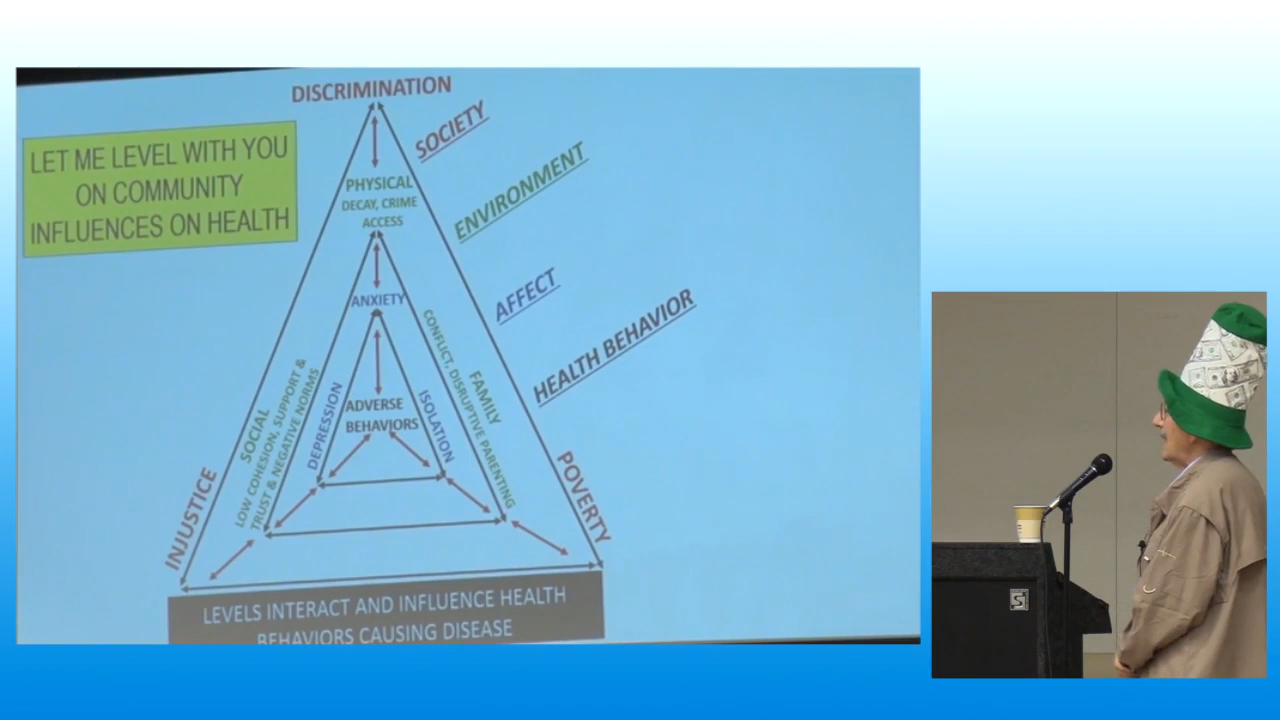 DISCRIMINATION
SOCIETY
LET ME LEVEL WITH YOU
ON COMMUNITY
INFLUENCES ON HEALTH
ENVIRONMENT
PHYSICAL
DECAY, CRIME
ACCESS
AFFECT
ANXIETY
HEALTH BEHAVIOR
CONFLICT, DISRUPTIVE PARENTING
FAMILY
SOCIAL
LOW COHESION, SUPPORT &
TRUST & NEGATIVE NORMS
DEPRESSION
ADVERSE
BEHAVIORS
ISOLATION
INJUSTICE
POVERTY
LEVELS INTERACT AND INFLUENCE HEALTH
BEHAVIORS CAUSING DISEASE